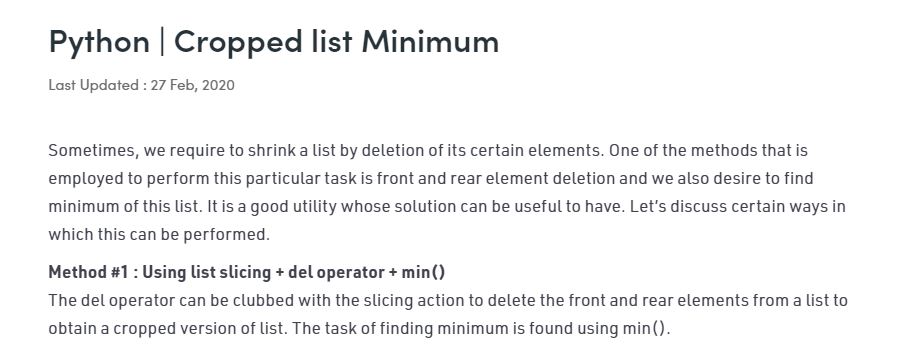 Python | Cropped list Minimum
Last Updated : 27 Feb, 2020
Sometimes, we require to shrink a list by deletion of its certain elements. One of the methods that is
employed to perform this particular task is front and rear element deletion and we also desire to find
minimum of this list. It is a good utility whose solution can be useful to have. Let’s discuss certain ways in
which this can be performed.
Method #1 : Using list slicing + del operator + min()
The del operator can be clubbed with the slicing action to delete the front and rear elements from a list to
obtain a cropped version of list. The task of finding minimum is found using min().